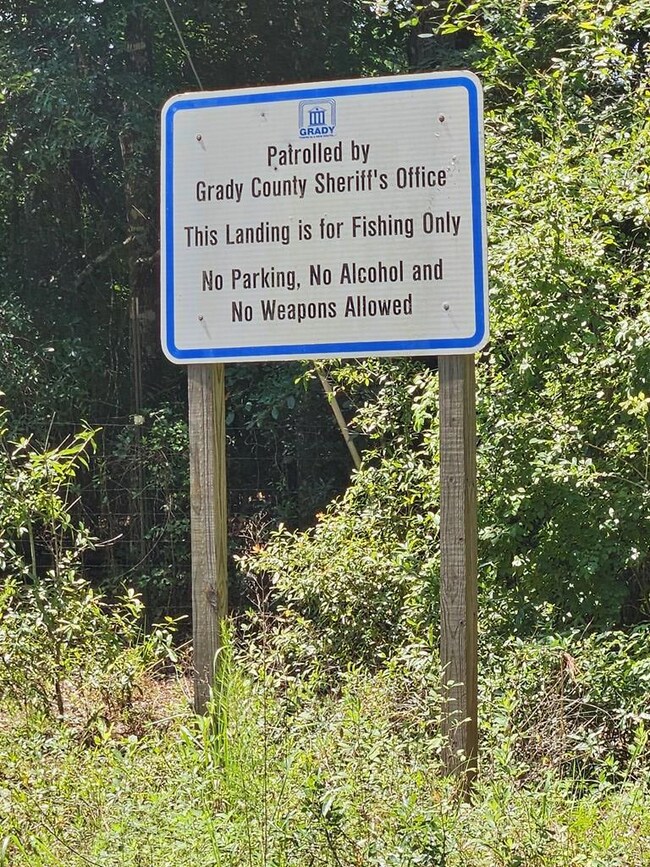 GRADY
Patrolled by
Grady County Sheriff's Office
This Landing is for Fishing Only
No Parking, No Alcohol and
No Weapons Allowed